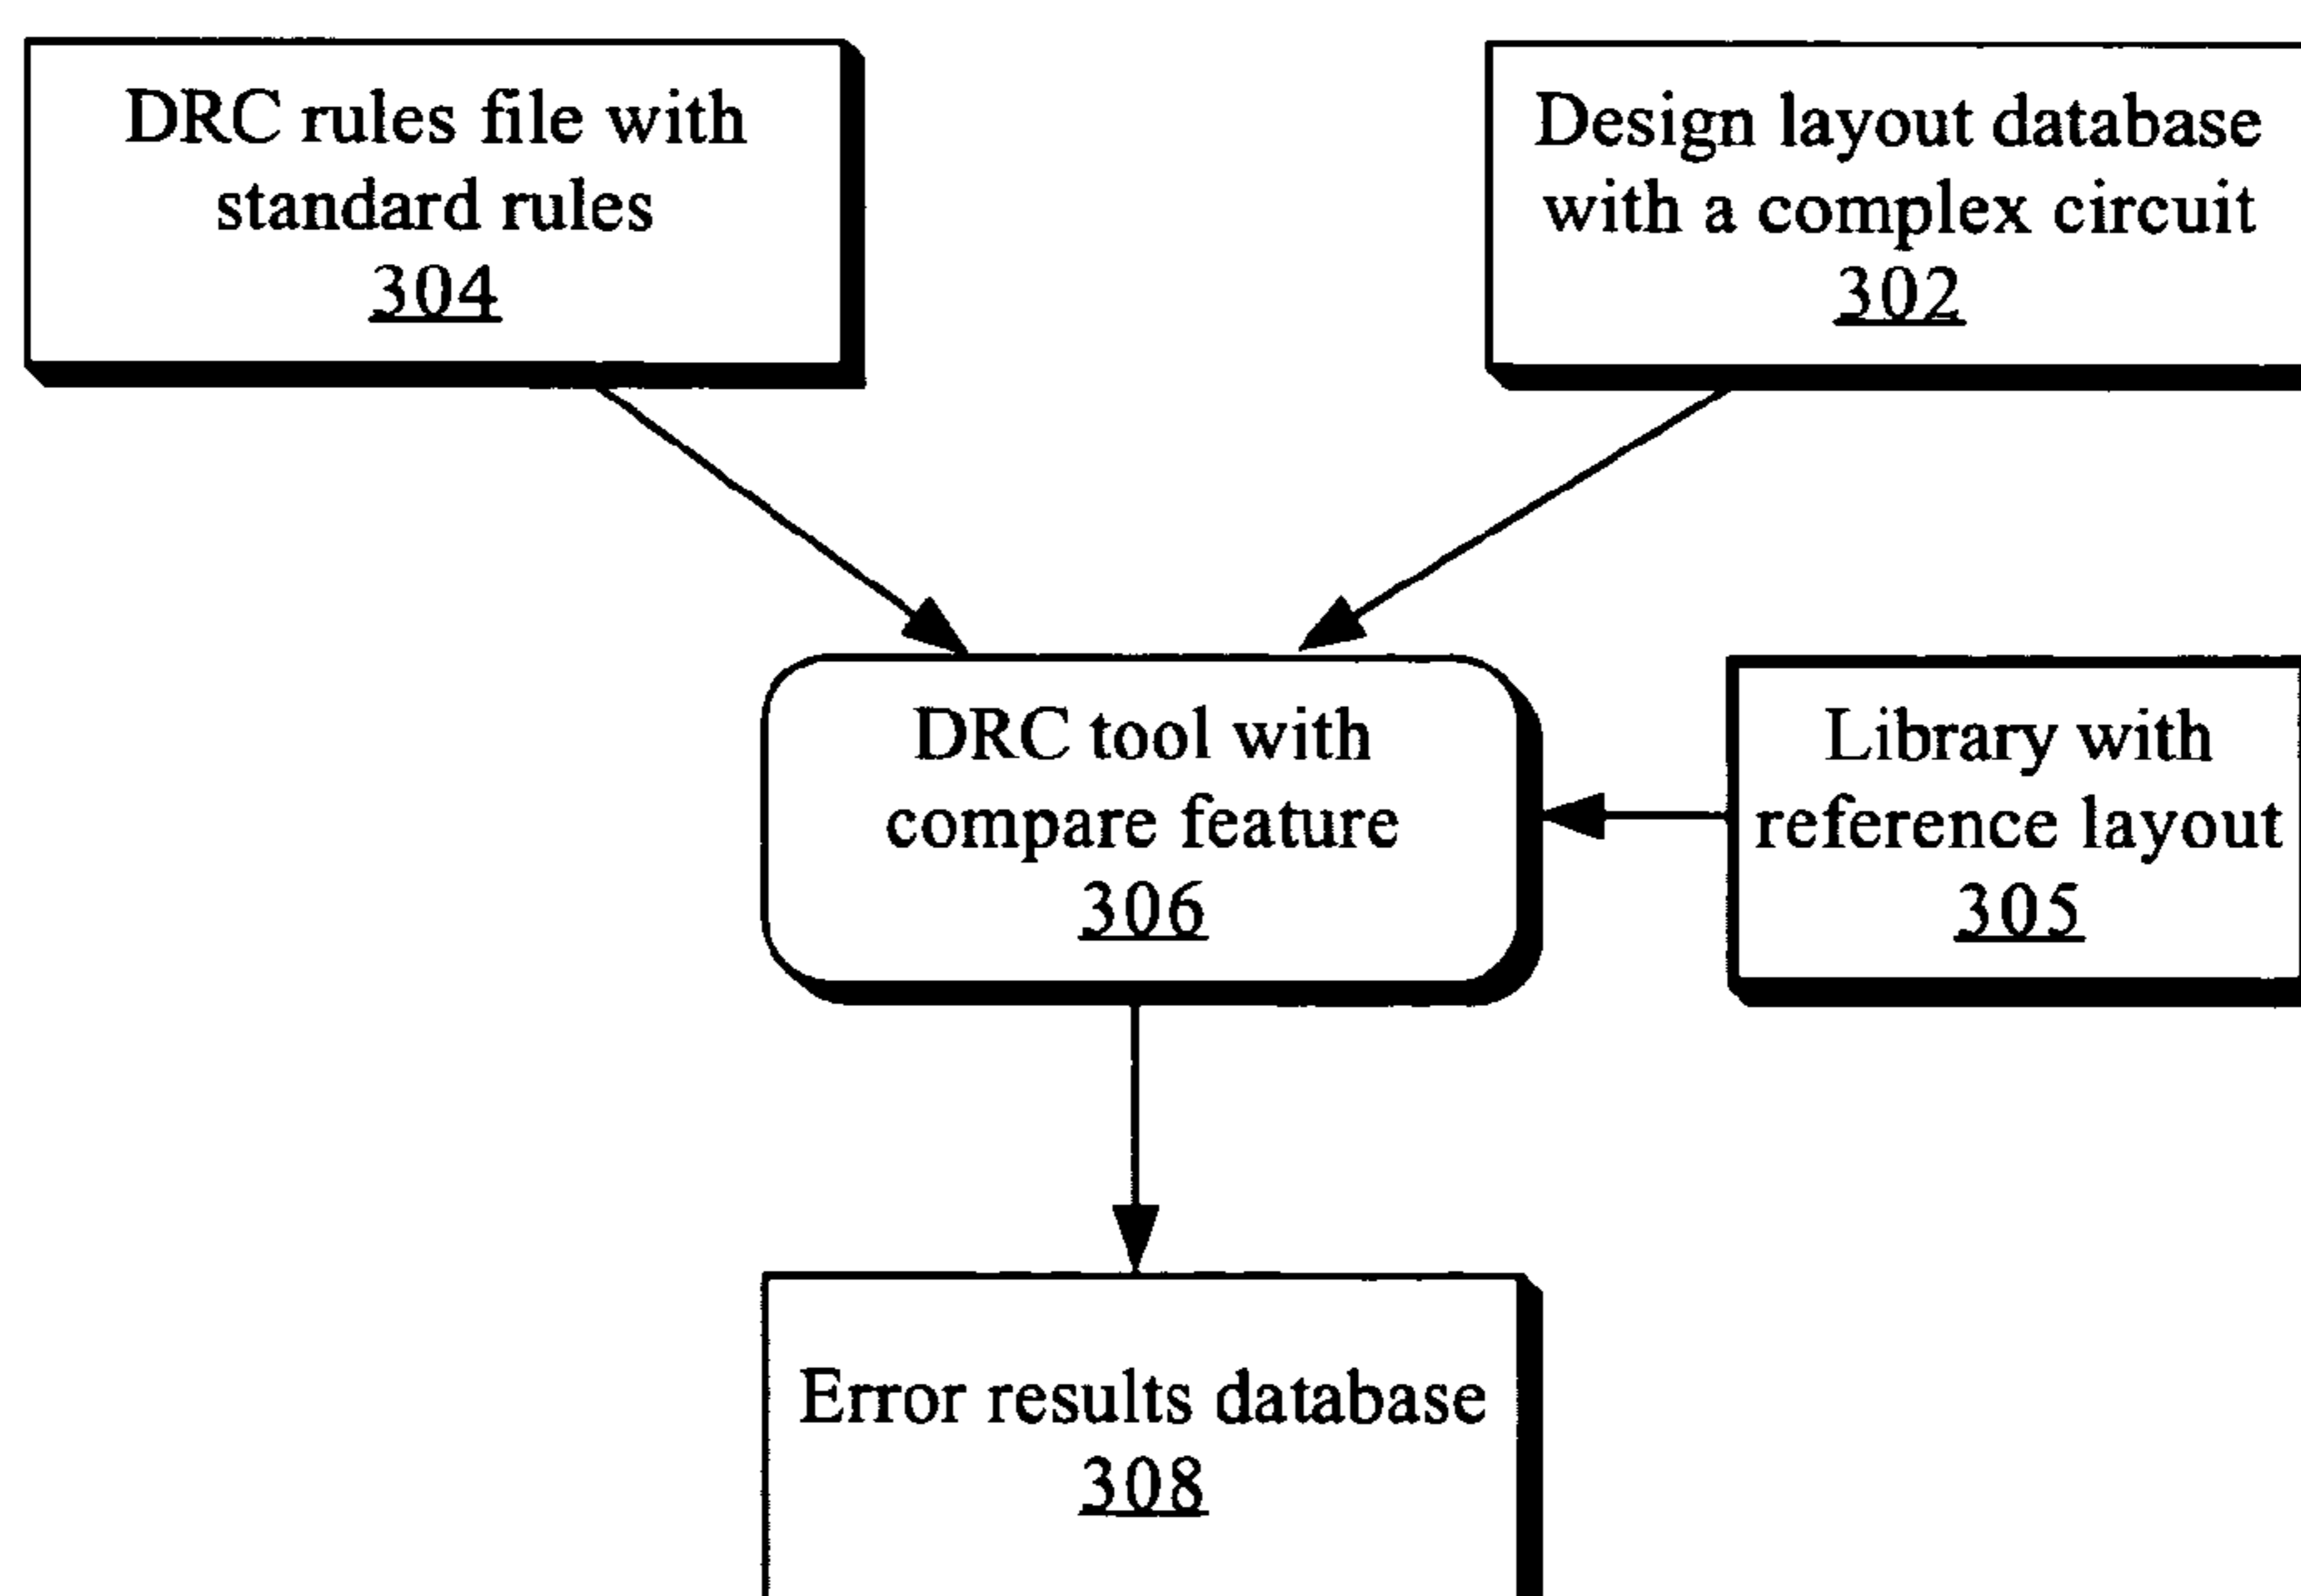 DRC rules file with
standard rules
304
Design layout database
with a complex circuit
302
DRC tool with
compare feature
306
Library with
reference layout
305
Error results database
308